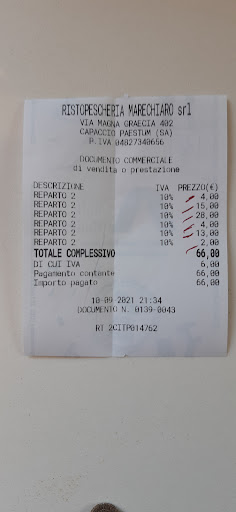 RISTOPESCHERIA MARECHIARO srl
VIA MAGNA GRAECIA 402
CAPACCIO PAESTUM (SA)
P.IVA 04827340656
DOCUMENTO COMMERCIALE
di vendita o prestazione
DESCRIZIONE IVA PREZZO(€)
REPARTO 2 10% 4,00
REPARTO 2 10% 15,00
REPARTO 2 10% 28,00
REPARTO 2 10% 4,00
REPARTO 2 10% 13,00
REPARTO 2 10% 2,00
TOTALE COMPLESSIVO 66,00
DI CUI IVA 6,00
Pagamento contante 66,00
Importo pagato 66,00
10-09-2021 21:34
DOCUMENTO N. 0139-0043
RT 2CITP014762